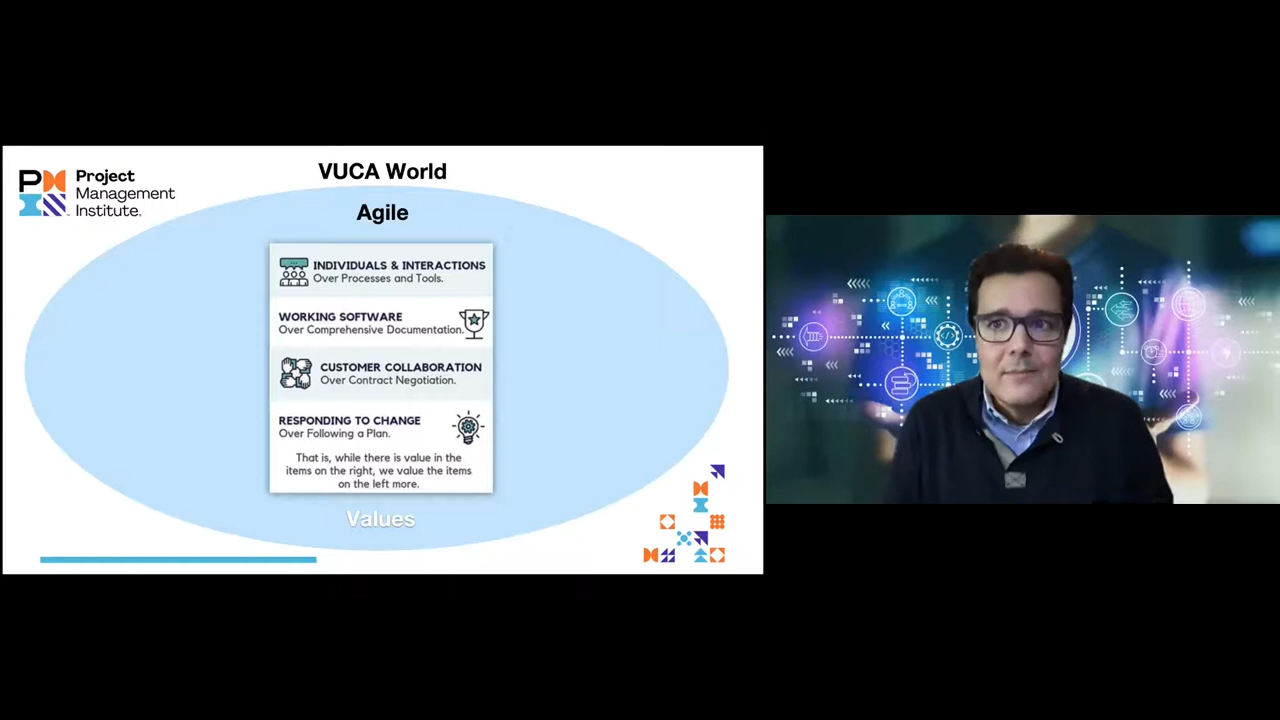 Project
Management
Institute.
VUCA World
Agile
INDIVIDUALS & INTERACTIONS
Over Processes and Tools.
WORKING SOFTWARE
Over Comprehensive Documentation.
CUSTOMER COLLABORATION
Over Contract Negotiation.
RESPONDING TO CHANGE
Over Following a Plan.
That is, while there is value in the
items on the right, we value the items
on the left more.
Values